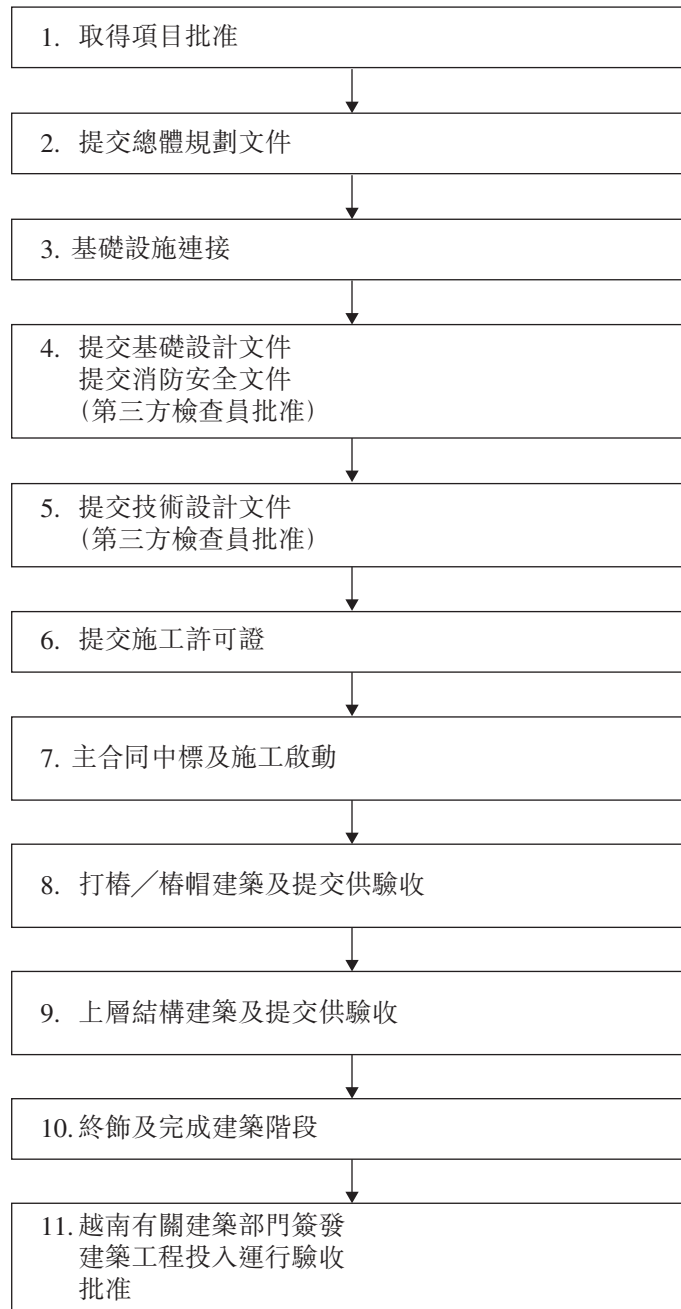 1. 取得項目批准
2. 提交總體規劃文件
3. 基礎設施連接
4. 提交基礎設計文件
提交消防安全文件
(第三方檢查員批准)
5. 提交技術設計文件
(第三方檢查員批准)
6. 提交施工許可證
7. 主合同中標及施工啟動
8. 打樁／樁帽建築及提交供驗收
9. 上層結構建築及提交供驗收
10. 終飾及完成建築階段
11. 越南有關建築部門簽發
建築工程投入運行驗收
批准